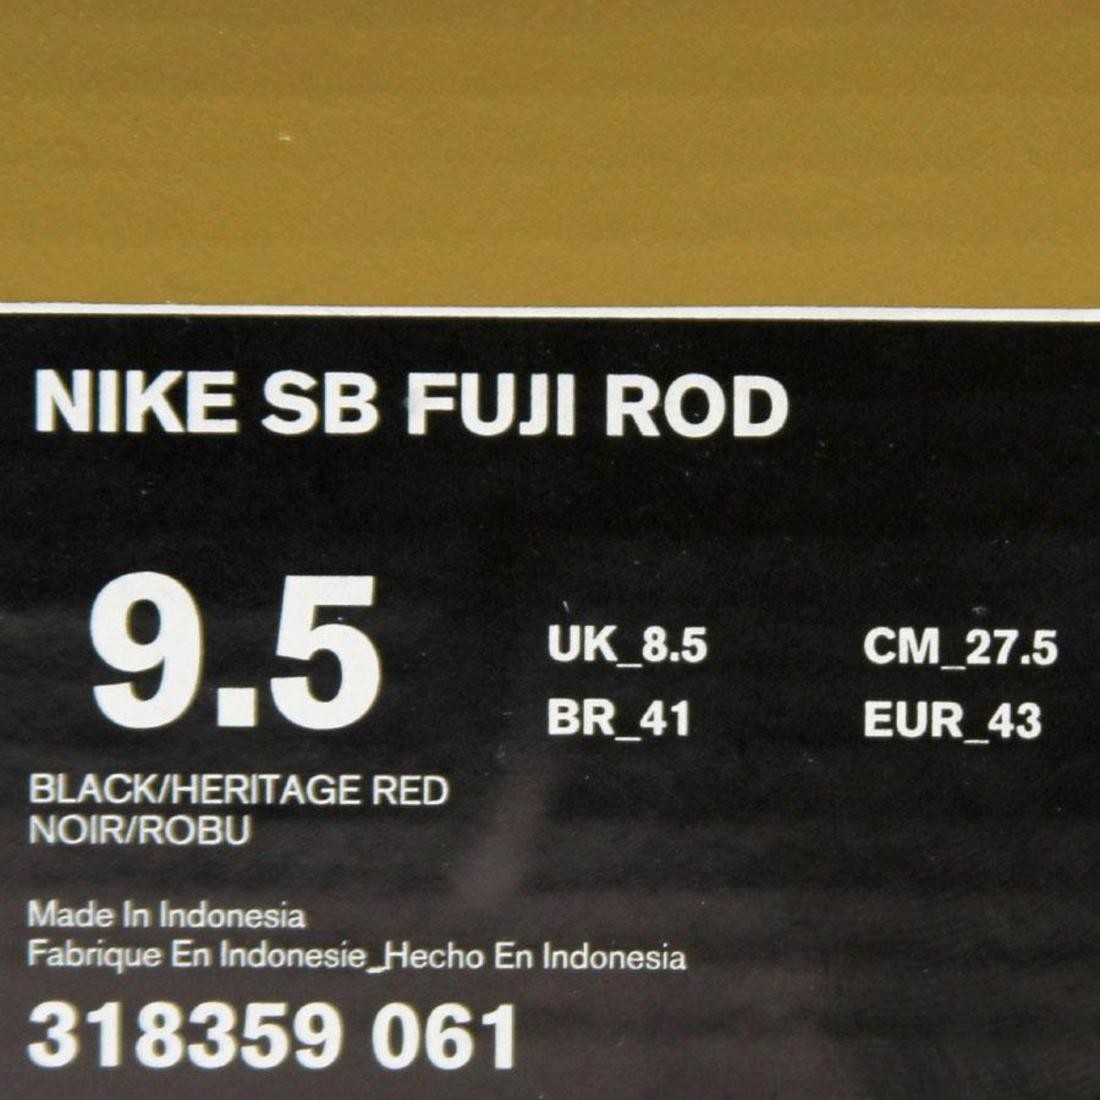 NIKE SB FUJI ROD
9.5
UK_8.5 CM_27.5
BR_41 EUR_43
BLACK/HERITAGE RED
NOIR/ROBU
Made In Indonesia
Fabrique En Indonesie_Hecho En Indonesia
318359 061